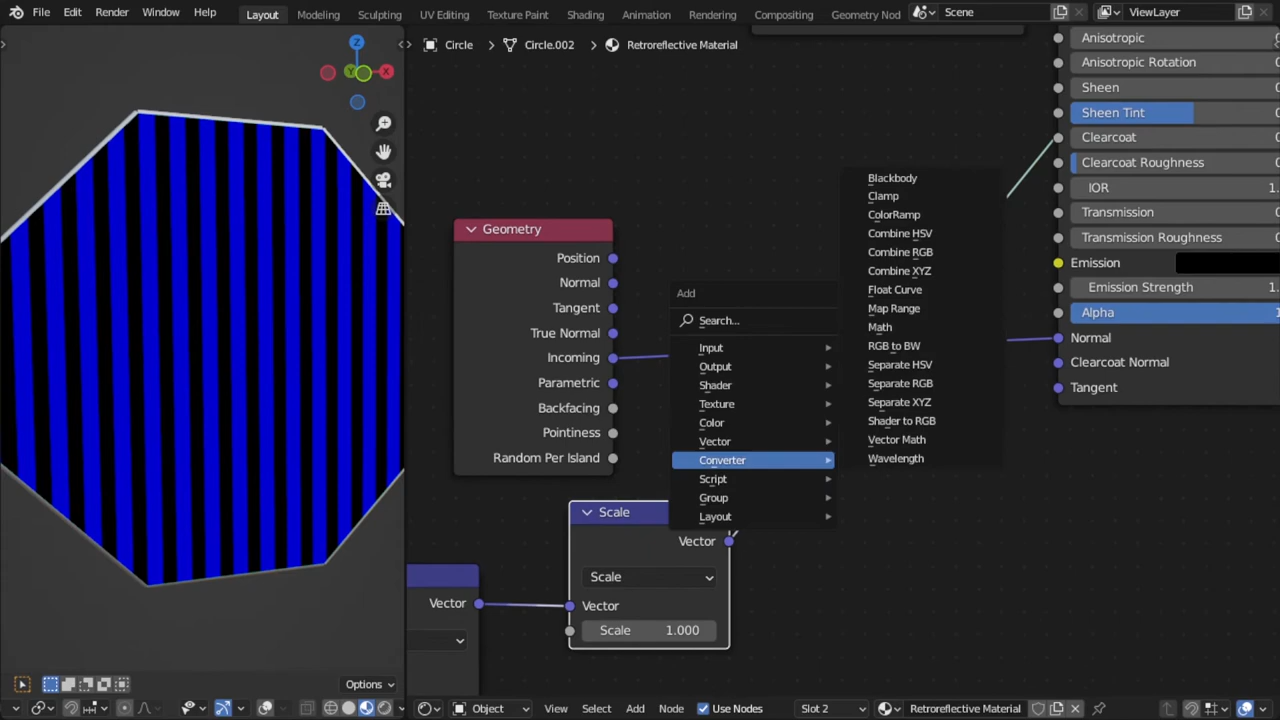 File Edit Render Window Help Layout Modeling Sculpting UV Editing Texture Paint Shading Animation Rendering Compositing Geometry Nod Scene ViewLayer
Circle > Circle.002 > Retroreflective Material
Z
Y X
Geometry
Position
Normal
Tangent
True Normal
Incoming
Parametric
Backfacing
Pointiness
Random Per Island
Add
Search...
Input
Output
Shader
Texture
Color
Vector
Converter
Script
Group
Layout
Blackbody
Clamp
ColorRamp
Combine HSV
Combine RGB
Combine XYZ
Float Curve
Map Range
Math
RGB to BW
Separate HSV
Separate RGB
Separate XYZ
Shader to RGB
Vector Math
Wavelength
Anisotropic
Anisotropic Rotation
Sheen
Sheen Tint
Clearcoat
Clearcoat Roughness
IOR 1.
Transmission
Transmission Roughness
Emission
Emission Strength 1.
Alpha
Normal
Clearcoat Normal
Tangent
Scale
Vector
Scale
Vector
Scale 1.000
Vector
Options
Object View Select Add Node Use Nodes Slot 2 Retroreflective Material